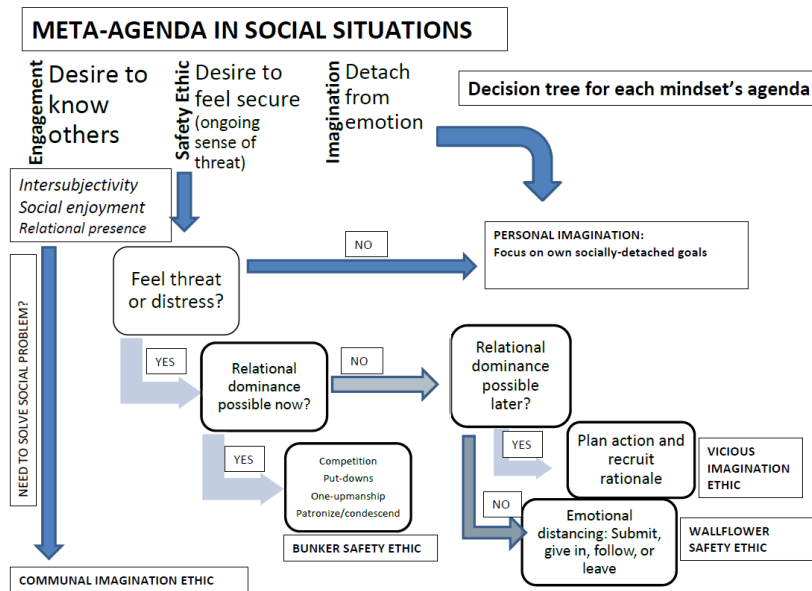 META-AGENDA IN SOCIAL SITUATIONS
Engagement
Desire to
know
others
Safety Ethic
Desire to
feel secure
(ongoing
sense of
threat)
Imagination
Detach
from
emotion
Decision tree for each mindset's agenda
Intersubjectivity
Social enjoyment
Relational presence
NO
PERSONAL IMAGINATION:
Focus on own socially-detached goals
Feel threat
or distress?
NEED TO SOLVE SOCIAL PROBLEM?
YES
Relational
dominance
possible now?
NO
Relational
dominance
possible
later?
YES
Competition
Put-downs
One-upmanship
Patronize/condescend
BUNKER SAFETY ETHIC
YES
Plan action and
recruit
rationale
VICIOUS
IMAGINATION
ETHIC
NO
Emotional
distancing: Submit,
give in, follow, or
leave
WALLFLOWER
SAFETY ETHIC
COMMUNAL IMAGINATION ETHIC